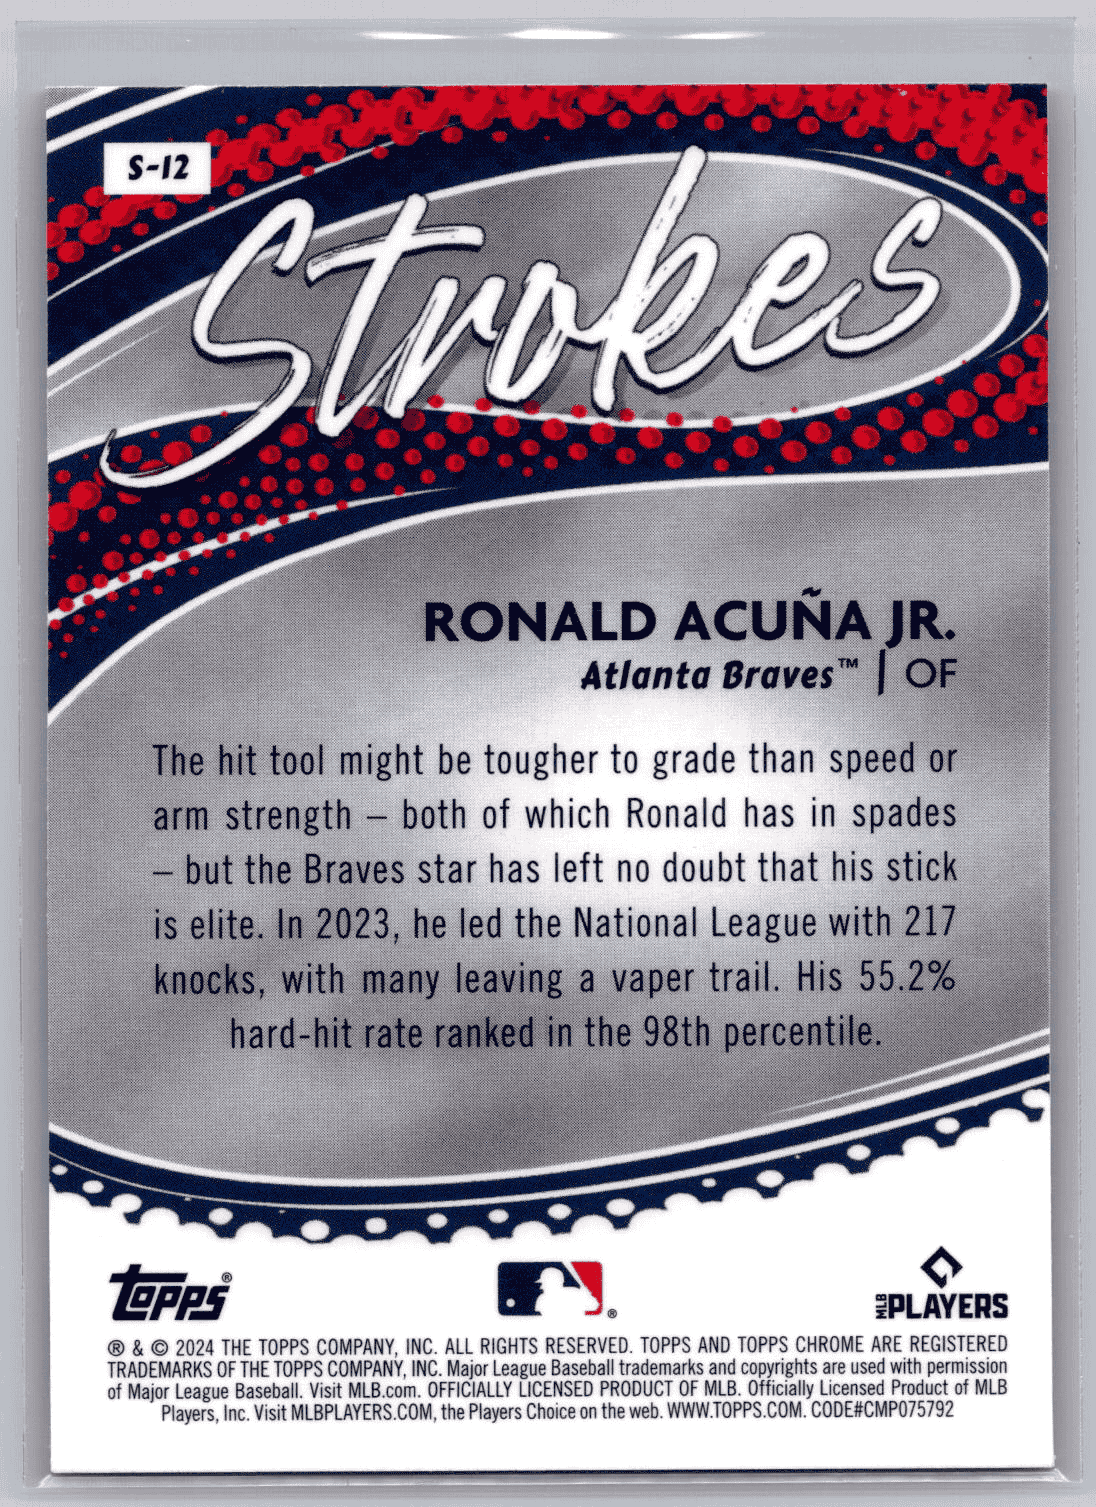 S-12
Strokes
RONALD ACUÑA JR.
Atlanta Braves™ | OF
The hit tool might be tougher to grade than speed or
arm strength – both of which Ronald has in spades
– but the Braves star has left no doubt that his stick
is elite. In 2023, he led the National League with 217
knocks, with many leaving a vaper trail. His 55.2%
hard-hit rate ranked in the 98th percentile.
topps®
®
MLB PLAYERS
® & © 2024 THE TOPPS COMPANY, INC. ALL RIGHTS RESERVED. TOPPS AND TOPPS CHROME ARE REGISTERED
TRADEMARKS OF THE TOPPS COMPANY, INC. Major League Baseball trademarks and copyrights are used with permission
of Major League Baseball. Visit MLB.com. OFFICIALLY LICENSED PRODUCT OF MLB. Officially Licensed Product of MLB
Players, Inc. Visit MLBPLAYERS.COM, the Players Choice on the web. WWW.TOPPS.COM. CODE#CMP075792